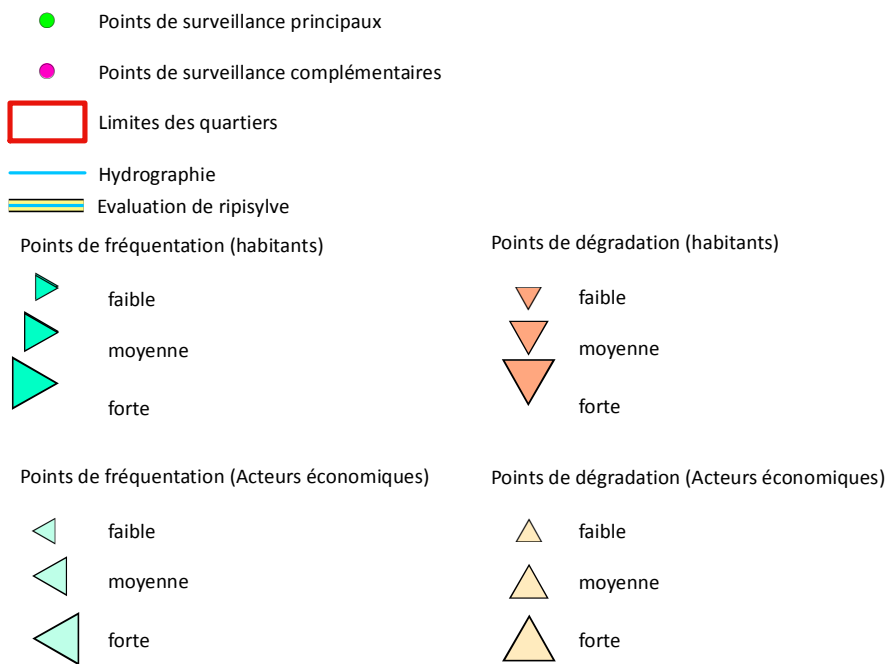 Points de surveillance principaux
Points de surveillance complémentaires
Limites des quartiers
Hydrographie
Evaluation de ripisylve
Points de fréquentation (habitants)
faible
moyenne
forte
Points de dégradation (habitants)
faible
moyenne
forte
Points de fréquentation (Acteurs économiques)
faible
moyenne
forte
Points de dégradation (Acteurs économiques)
faible
moyenne
forte